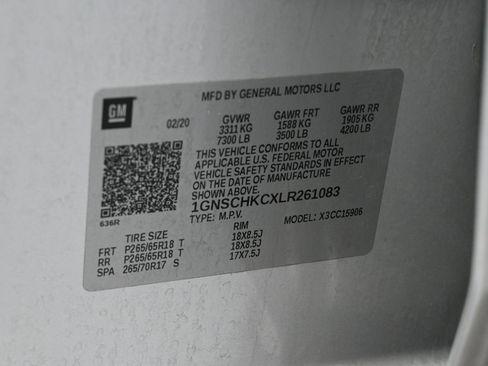 MFD BY GENERAL MOTORS LLC
GM
02/20 GVWR GAWR FRT GAWR RR
3311 KG 1588 KG 1905 KG
7300 LB 3500 LB 4200 LB
THIS VEHICLE CONFORMS TO ALL
APPLICABLE U.S. FEDERAL MOTOR
VEHICLE SAFETY STANDARDS IN EFFECT
ON THE DATE OF MANUFACTURE
SHOWN ABOVE.
1GNSCHKCXLR261083
636R
TYPE: M.P.V. MODEL: X3CC15906
TIRE SIZE RIM
FRT P265/65R18 T 18X8.5J
RR P265/65R18 T 18X8.5J
SPA 265/70R17 S 17X7.5J